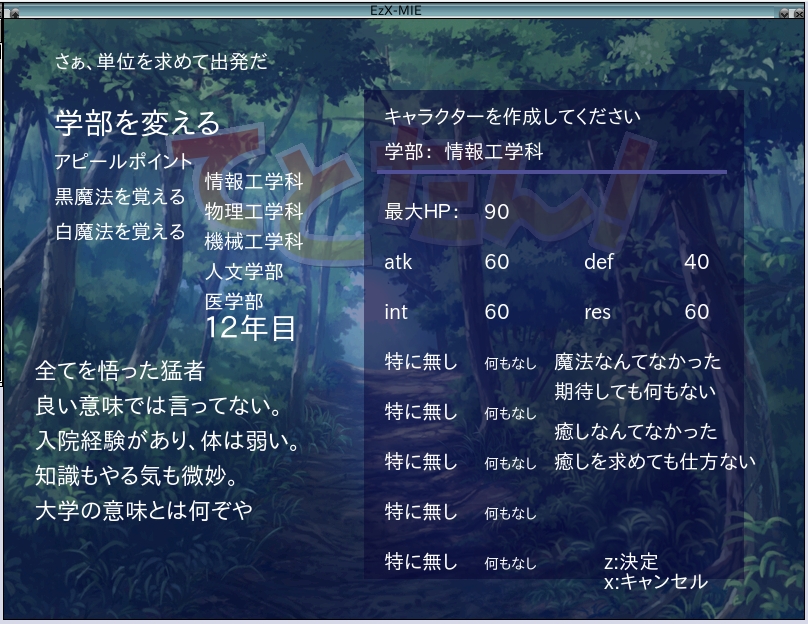 EzX-MIE
さぁ、単位を求めて出発だ
学部を変える
アピールポイント
黒魔法を覚える
白魔法を覚える
情報工学科
物理工学科
機械工学科
人文学部
医学部
12年目
全てを悟った猛者
良い意味では言ってない。
入院経験があり、体は弱い。
知識もやる気も微妙。
大学の意味とは何ぞや
キャラクターを作成してください
学部: 情報工学科
最大HP: 90
atk 60 def 40
int 60 res 60
特に無し 何もなし 魔法なんてなかった
期待しても何もない
特に無し 何もなし
癒しなんてなかった
特に無し 何もなし 癒しを求めても仕方ない
特に無し 何もなし
特に無し 何もなし z:決定
x:キャンセル